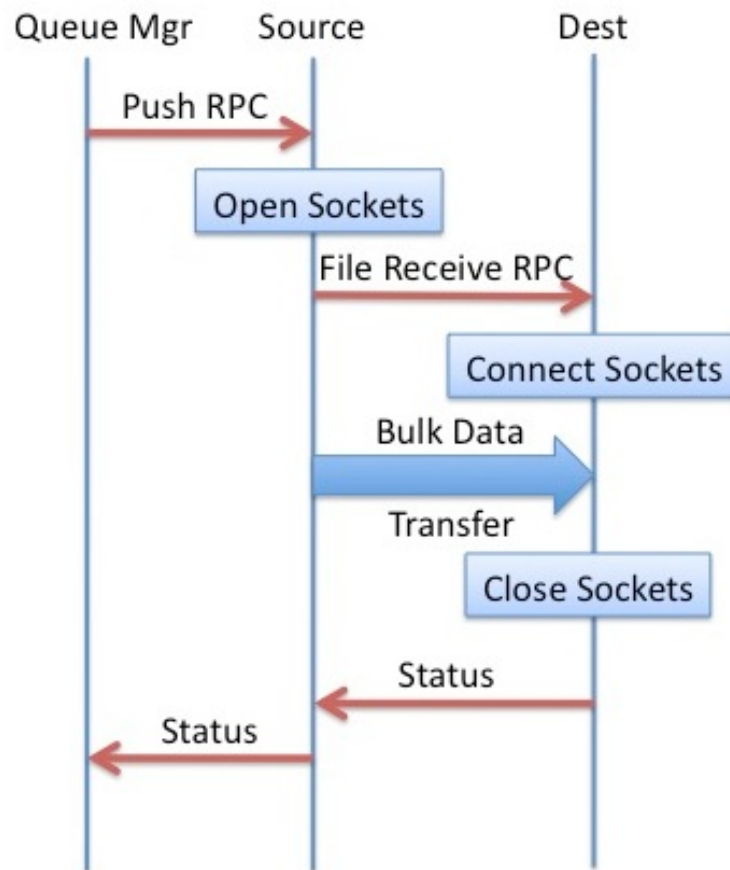 Queue Mgr
Source
Dest
Push RPC
Open Sockets
File Receive RPC
Connect Sockets
Bulk Data
Transfer
Close Sockets
Status
Status